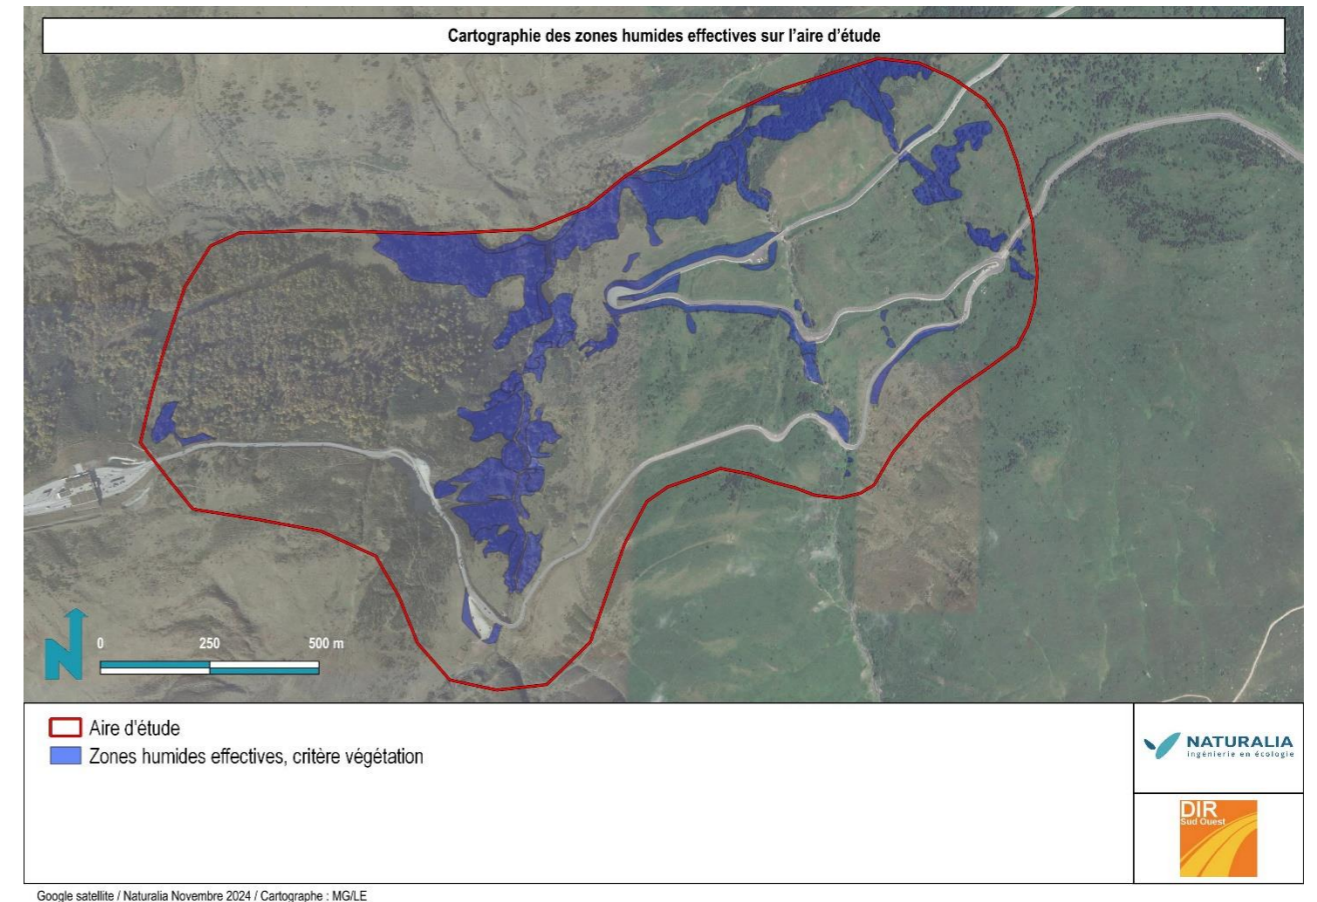 Cartographie des zones humides effectives sur l'aire d'étude
N
0 250 500 m
Aire d'étude
Zones humides effectives, critère végétation
NATURALIA
ingénierie en écologie
DIR
Sud Ouest
Google satellite / Naturalia Novembre 2024 / Cartographe : MG/LE